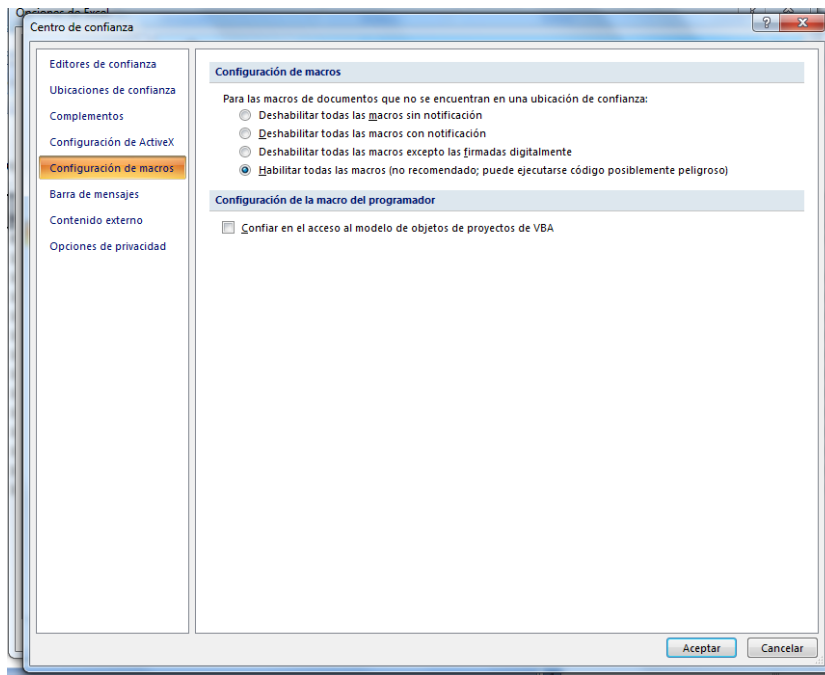 Opciones de Excel
Centro de confianza
Editores de confianza
Ubicaciones de confianza
Complementos
Configuración de ActiveX
Configuración de macros
Barra de mensajes
Contenido externo
Opciones de privacidad
Configuración de macros
Para las macros de documentos que no se encuentran en una ubicación de confianza:
Deshabilitar todas las macros sin notificación
Deshabilitar todas las macros con notificación
Deshabilitar todas las macros excepto las firmadas digitalmente
Habilitar todas las macros (no recomendado; puede ejecutarse código posiblemente peligroso)
Configuración de la macro del programador
Confiar en el acceso al modelo de objetos de proyectos de VBA
Aceptar
Cancelar